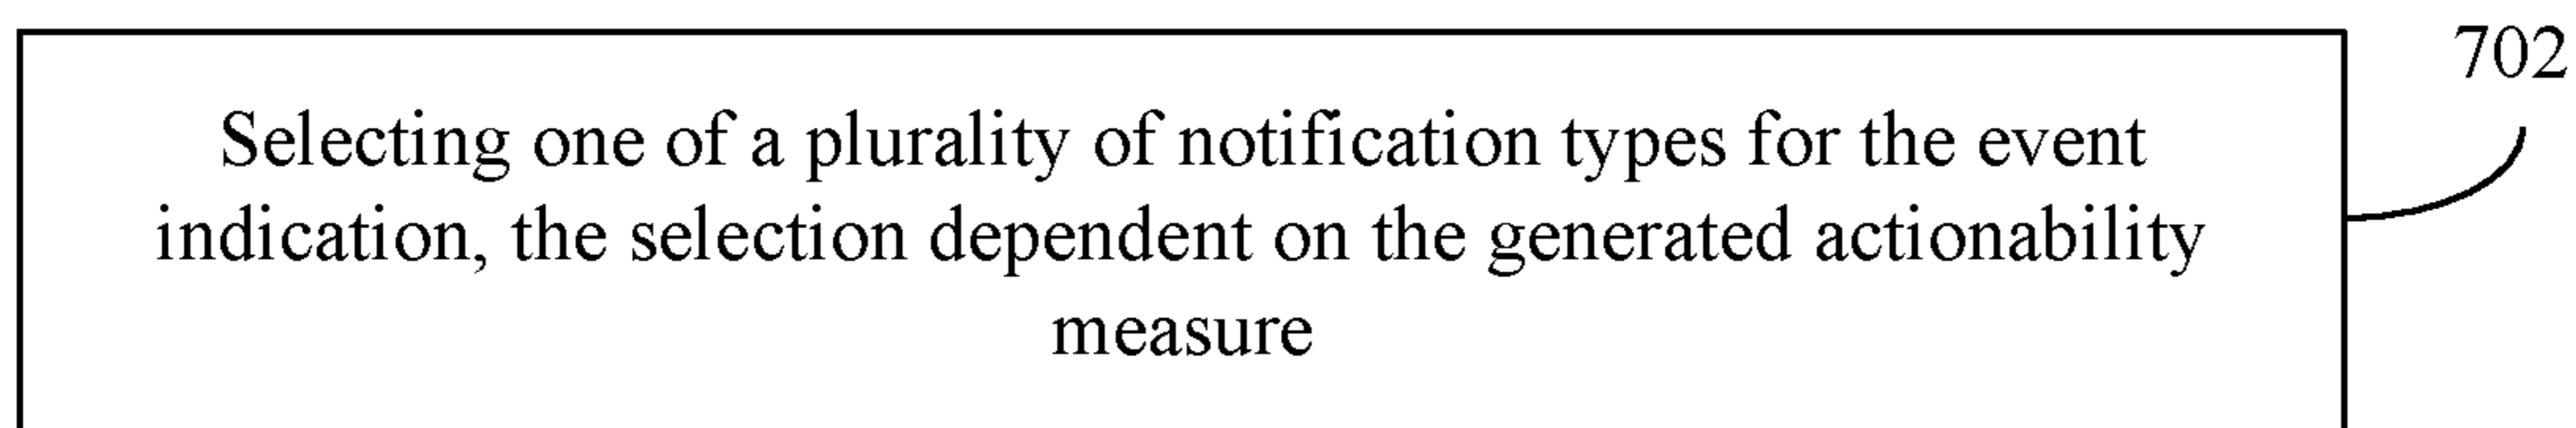 702
Selecting one of a plurality of notification types for the event
indication, the selection dependent on the generated actionability
measure